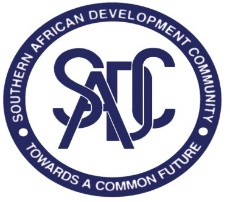 SOUTHERN AFRICAN DEVELOPMENT COMMUNITY
SADC
TOWARDS A COMMON FUTURE